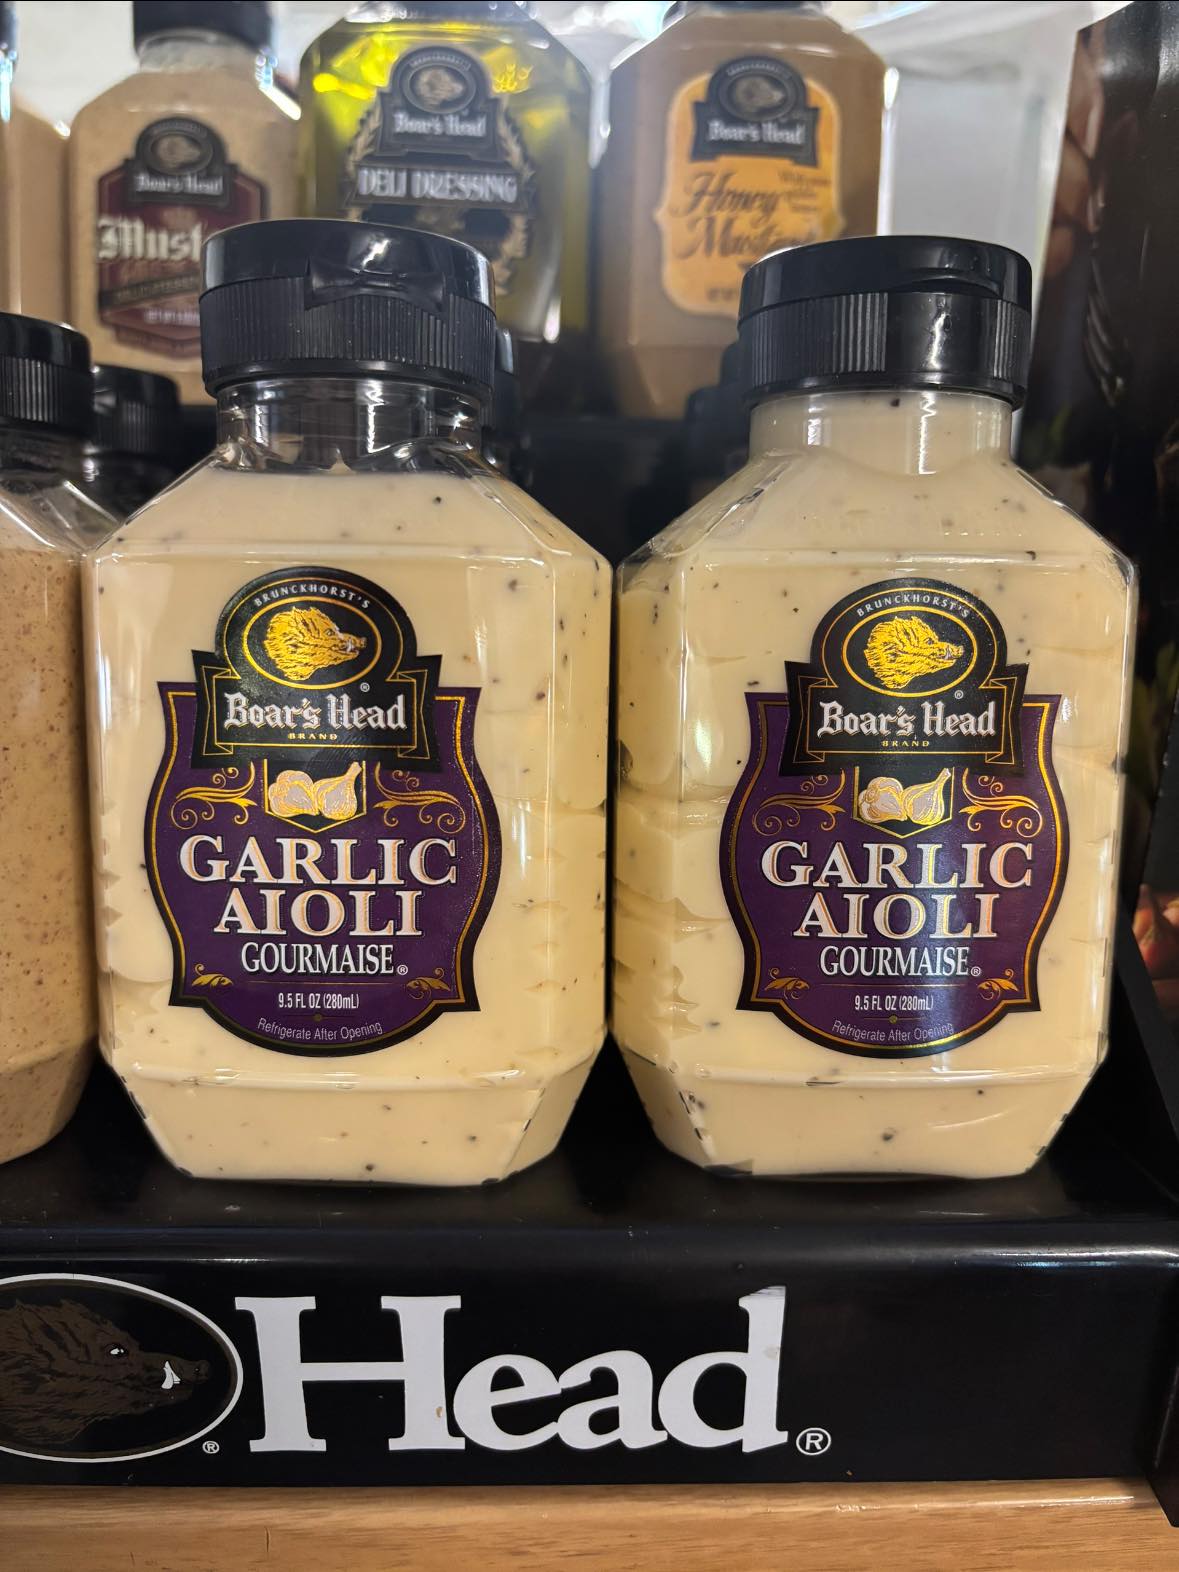 Boar's Head
Must
Boar's Head
DELI DRESSING
Boar's Head
Honey
Mustard
BRUNCKHORST'S
Boar's Head®
BRAND
GARLIC
AIOLI
GOURMAISE®
9.5 FL OZ (280mL)
Refrigerate After Opening
BRUNCKHORST'S
Boar's Head®
BRAND
GARLIC
AIOLI
GOURMAISE®
9.5 FL OZ (280mL)
Refrigerate After Opening
® Head®